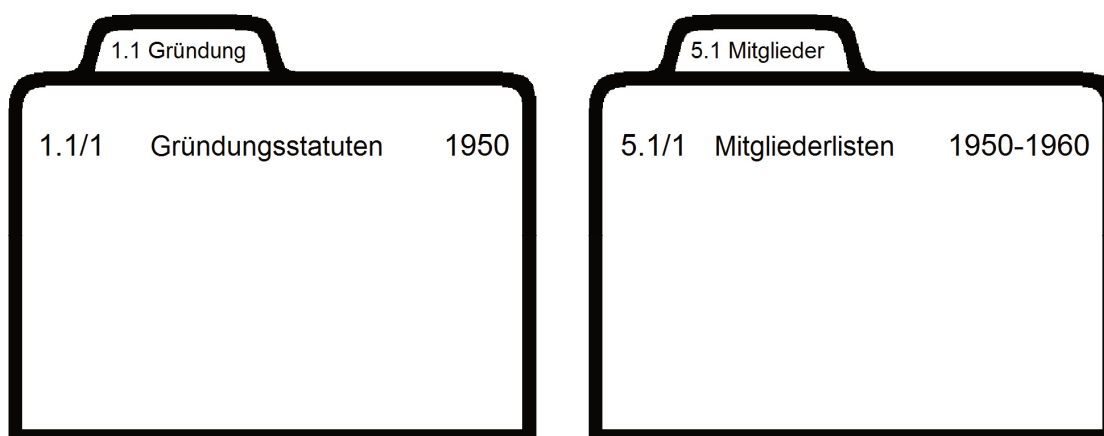 1.1 Gründung
1.1/1 Gründungsstatuten 1950
5.1 Mitglieder
5.1/1 Mitgliederlisten 1950-1960